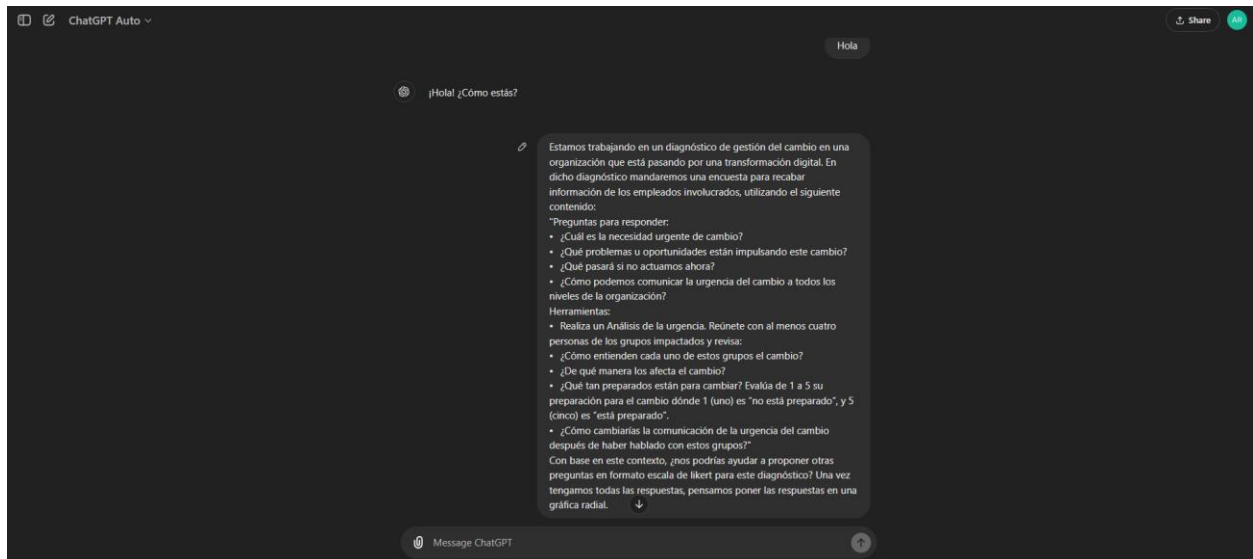 ChatGPT Auto
Share
AR
Hola
¡Hola! ¿Cómo estás?
Estamos trabajando en un diagnóstico de gestión del cambio en una
organización que está pasando por una transformación digital. En
dicho diagnóstico mandaremos una encuesta para recabar
información de los empleados involucrados, utilizando el siguiente
contenido:
"Preguntas para responder:
• ¿Cuál es la necesidad urgente de cambio?
• ¿Qué problemas u oportunidades están impulsando este cambio?
• ¿Qué pasará si no actuamos ahora?
• ¿Cómo podemos comunicar la urgencia del cambio a todos los
niveles de la organización?
Herramientas:
• Realiza un Análisis de la urgencia. Reúnete con al menos cuatro
personas de los grupos impactados y revisa:
• ¿Cómo entienden cada uno de estos grupos el cambio?
• ¿De qué manera los afecta el cambio?
• ¿Qué tan preparados están para cambiar? Evalúa de 1 a 5 su
preparación para el cambio dónde 1 (uno) es "no está preparado", y 5
(cinco) es "está preparado".
• ¿Cómo cambiarías la comunicación de la urgencia del cambio
después de haber hablado con estos grupos?"
Con base en este contexto, ¿nos podrías ayudar a proponer otras
preguntas en formato escala de likert para este diagnóstico? Una vez
tengamos todas las respuestas, pensamos poner las respuestas en una
gráfica radial.
Message ChatGPT